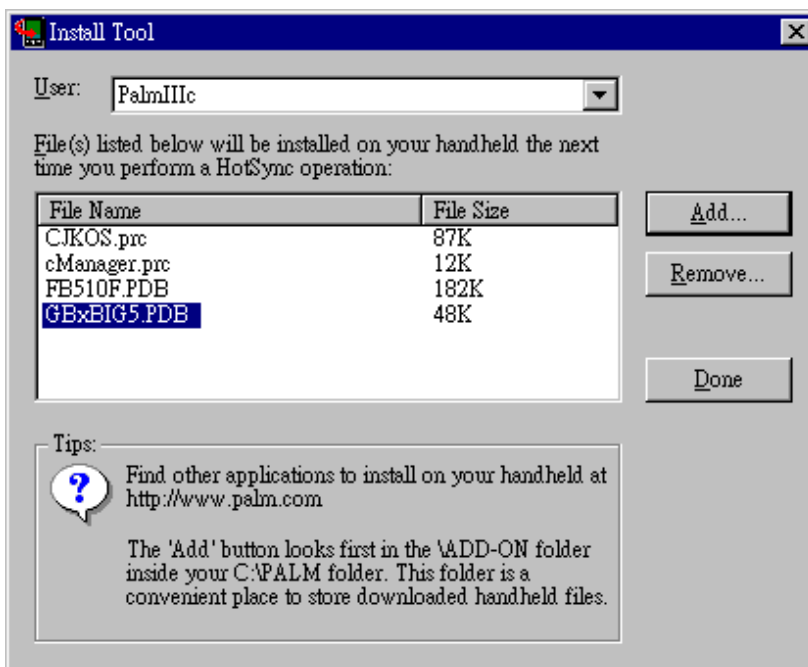 Install Tool
User: PalmIIIc
File(s) listed below will be installed on your handheld the next
time you perform a HotSync operation:
File Name File Size
CJKOS.prc 87K
cManager.prc 12K
FB510F.PDB 182K
GBxBIG5.PDB 48K
Add...
Remove...
Done
Tips:
Find other applications to install on your handheld at
http://www.palm.com
The 'Add' button looks first in the \ADD-ON folder
inside your C:\PALM folder. This folder is a
convenient place to store downloaded handheld files.